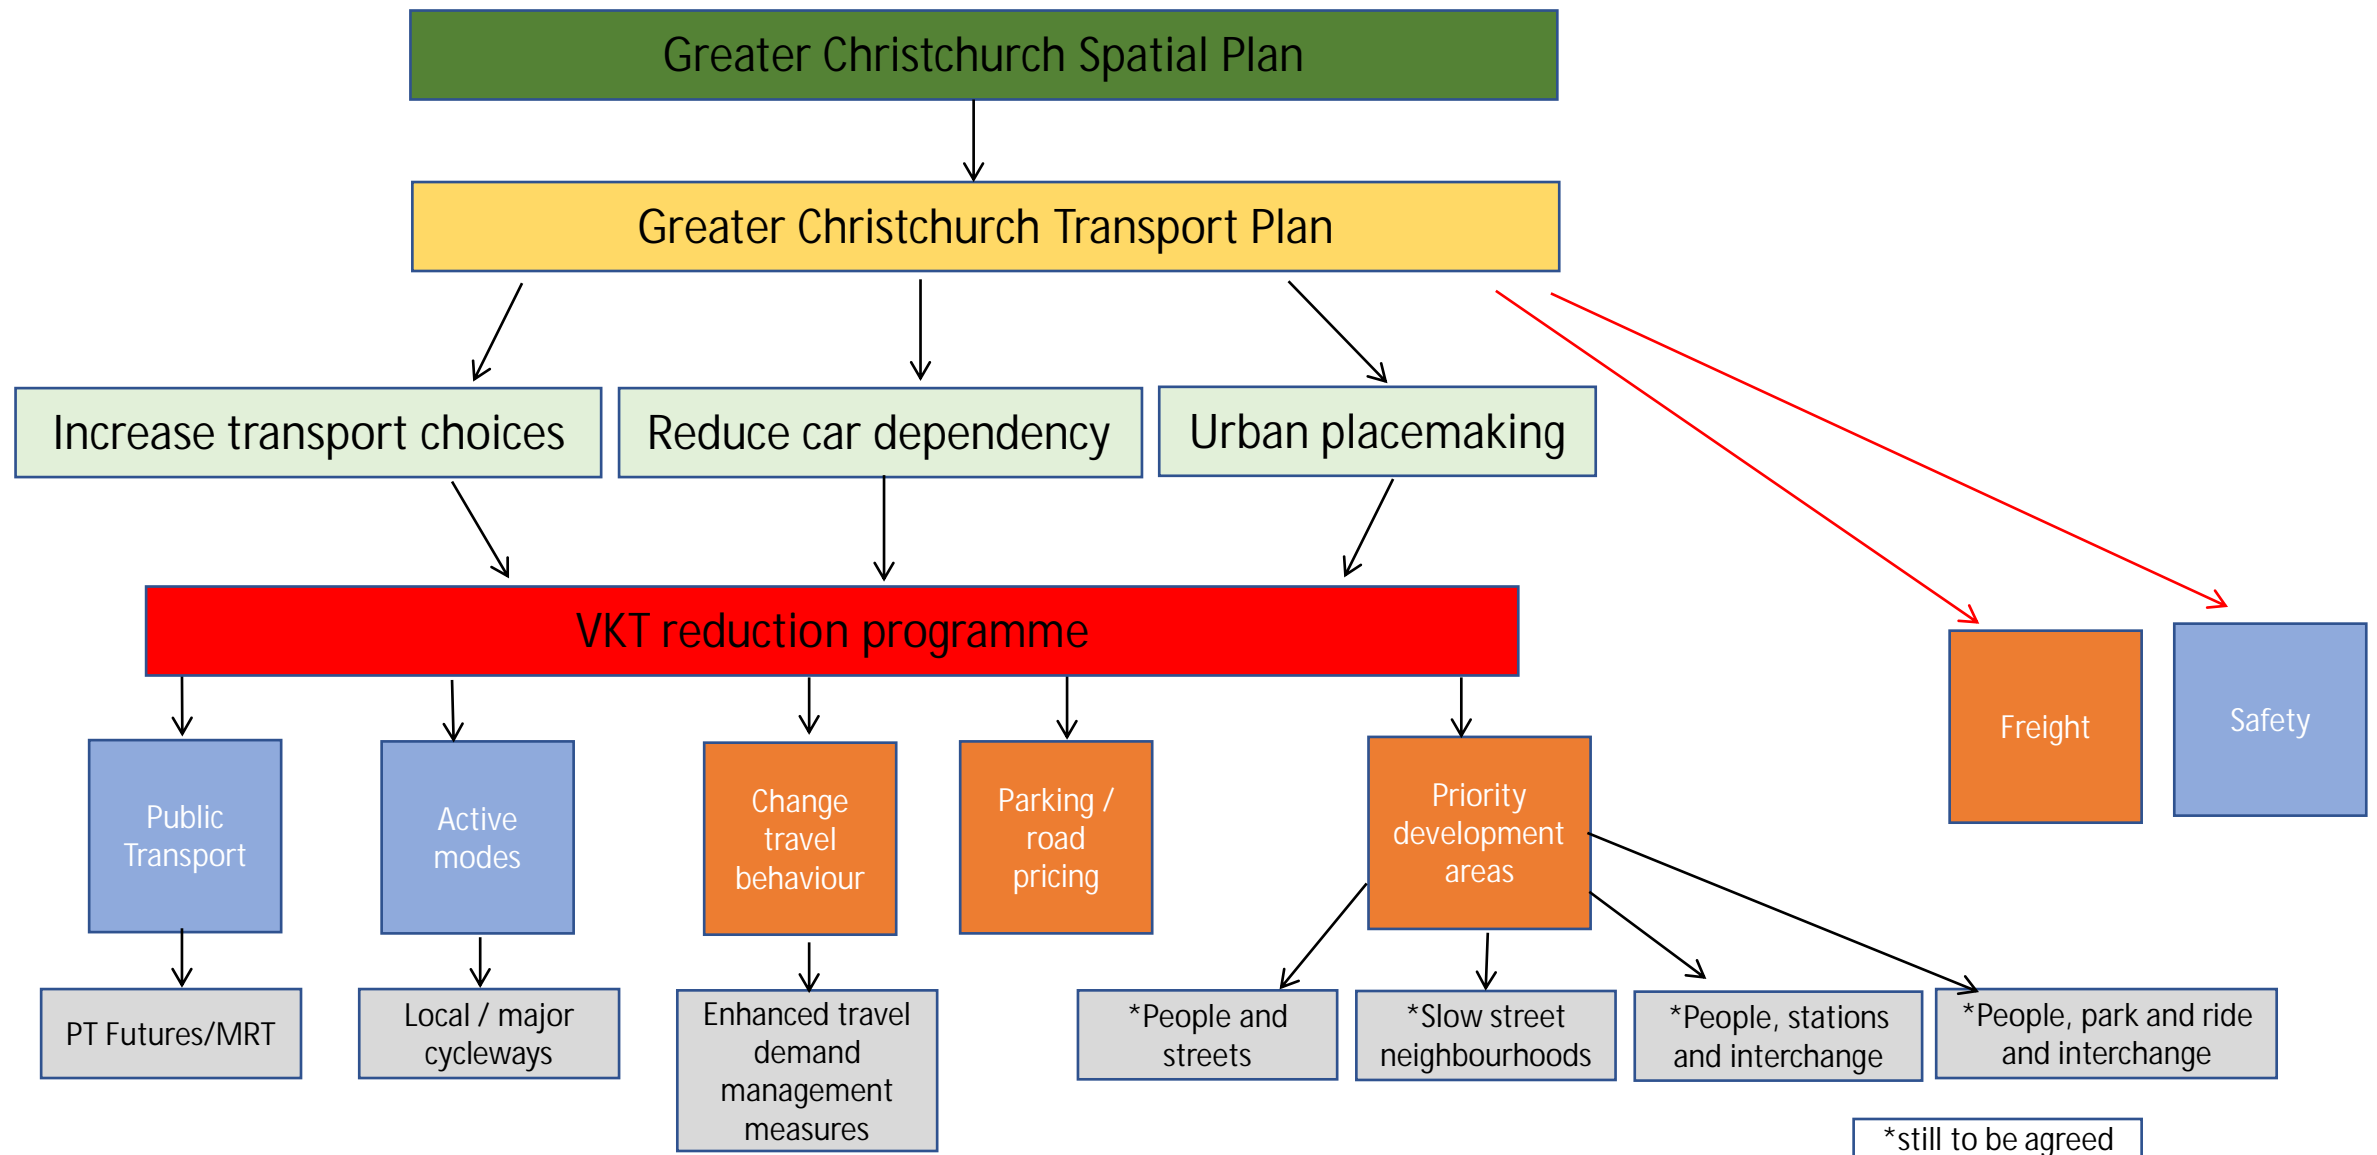 Greater Christchurch Spatial Plan
Greater Christchurch Transport Plan
Increase transport choices
Reduce car dependency
Urban placemaking
VKT reduction programme
Freight
Safety
Public
Transport
Active
modes
Change
travel
behaviour
Parking /
road
pricing
Priority
development
areas
PT Futures/MRT
Local / major
cycleways
Enhanced travel
demand
management
measures
*People and
streets
*Slow street
neighbourhoods
*People, stations
and interchange
*People, park and ride
and interchange
*still to be agreed